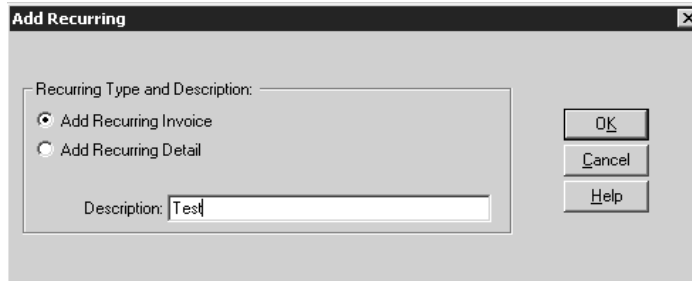 Add Recurring
Recurring Type and Description:
Add Recurring Invoice
Add Recurring Detail
Description: Test
OK
Cancel
Help